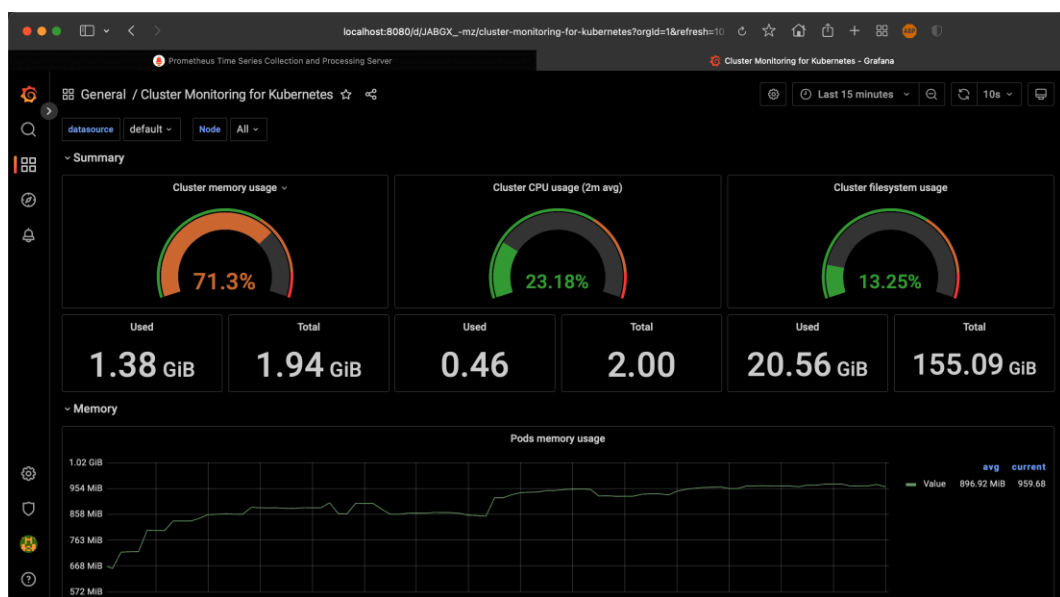 localhost:8080/d/JABGX_-mz/cluster-monitoring-for-kubernetes?orgId=1&refresh=10
ABP
Prometheus Time Series Collection and Processing Server
Cluster Monitoring for Kubernetes - Grafana
General / Cluster Monitoring for Kubernetes
Last 15 minutes
10s
datasource default Node All
Summary
Cluster memory usage
71.3%
Cluster CPU usage (2m avg)
23.18%
Cluster filesystem usage
13.25%
Used
1.38 GiB
Total
1.94 GiB
Used
0.46
Total
2.00
Used
20.56 GiB
Total
155.09 GiB
Memory
Pods memory usage
1.02 GiB
954 MiB
858 MiB
763 MiB
668 MiB
572 MiB
avg current
Value 896.92 MiB 959.68